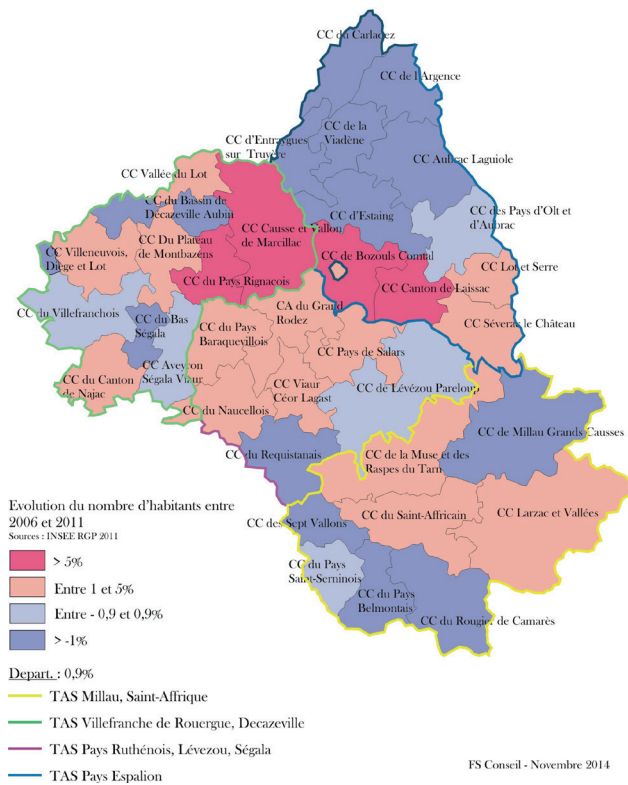 CC du Carladez
CC de l'Argence
CC d'Entraygues
sur Truyère
CC de la
Viadène
CC Aubrac Laguiole
CC Vallée du Lot
CC du Bassin de
Décazeville Aubin
CC d'Estaing
CC des Pays d'Olt et
d'Aubrac
CC Villeneuvois,
Diège et Lot
CC Du Plateau
de Montbazens
CC Causse et Vallon
de Marcillac
CC de Bozouls Comtal
CC Lot et Serre
CC du Pays Rignacois
CC Canton de Laissac
CC du Villefranchois
CC du Bas
Ségala
CC du Pays
Baraquevillois
CA du Grand
Rodez
CC Séverac le Château
CC Pays de Salars
CC Aveyron
Ségala Viaur
CC du Canton
de Najac
CC Viaur
Céor Lagast
CC de Lévézou Pareloup
CC du Naucellois
CC de Millau Grands Causses
CC du Requistanais
CC de la Muse et des
Raspes du Tarn
Evolution du nombre d'habitants entre
2006 et 2011
Sources : INSEE RGP 2011
CC des Sept Vallons
CC du Saint-Affricain
CC Larzac et Vallées
> 5%
Entre 1 et 5%
Entre - 0,9 et 0,9%
> -1%
CC du Pays
Saint-Serninois
CC du Pays
Belmontais
CC du Rougier de Camarès
Depart. : 0,9%
TAS Millau, Saint-Affrique
TAS Villefranche de Rouergue, Decazeville
TAS Pays Ruthénois, Lévezou, Ségala
TAS Pays Espalion
FS Conseil - Novembre 2014